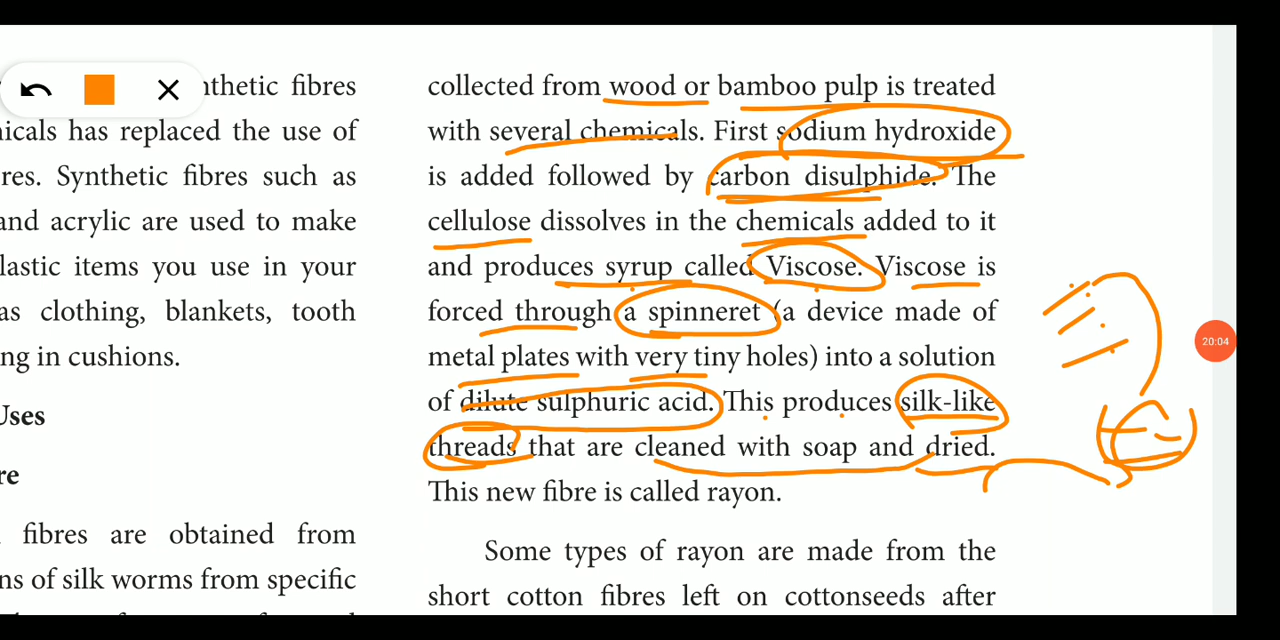 nthetic fibres
icals has replaced the use of
res. Synthetic fibres such as
and acrylic are used to make
lastic items you use in your
as clothing, blankets, tooth
ng in cushions.
Uses
re
fibres are obtained from
ns of silk worms from specific
collected from wood or bamboo pulp is treated
with several chemicals. First sodium hydroxide
is added followed by carbon disulphide. The
cellulose dissolves in the chemicals added to it
and produces syrup called Viscose. Viscose is
forced through a spinneret (a device made of
metal plates with very tiny holes) into a solution
of dilute sulphuric acid. This produces silk-like
threads that are cleaned with soap and dried.
This new fibre is called rayon.
Some types of rayon are made from the
short cotton fibres left on cottonseeds after
20:04